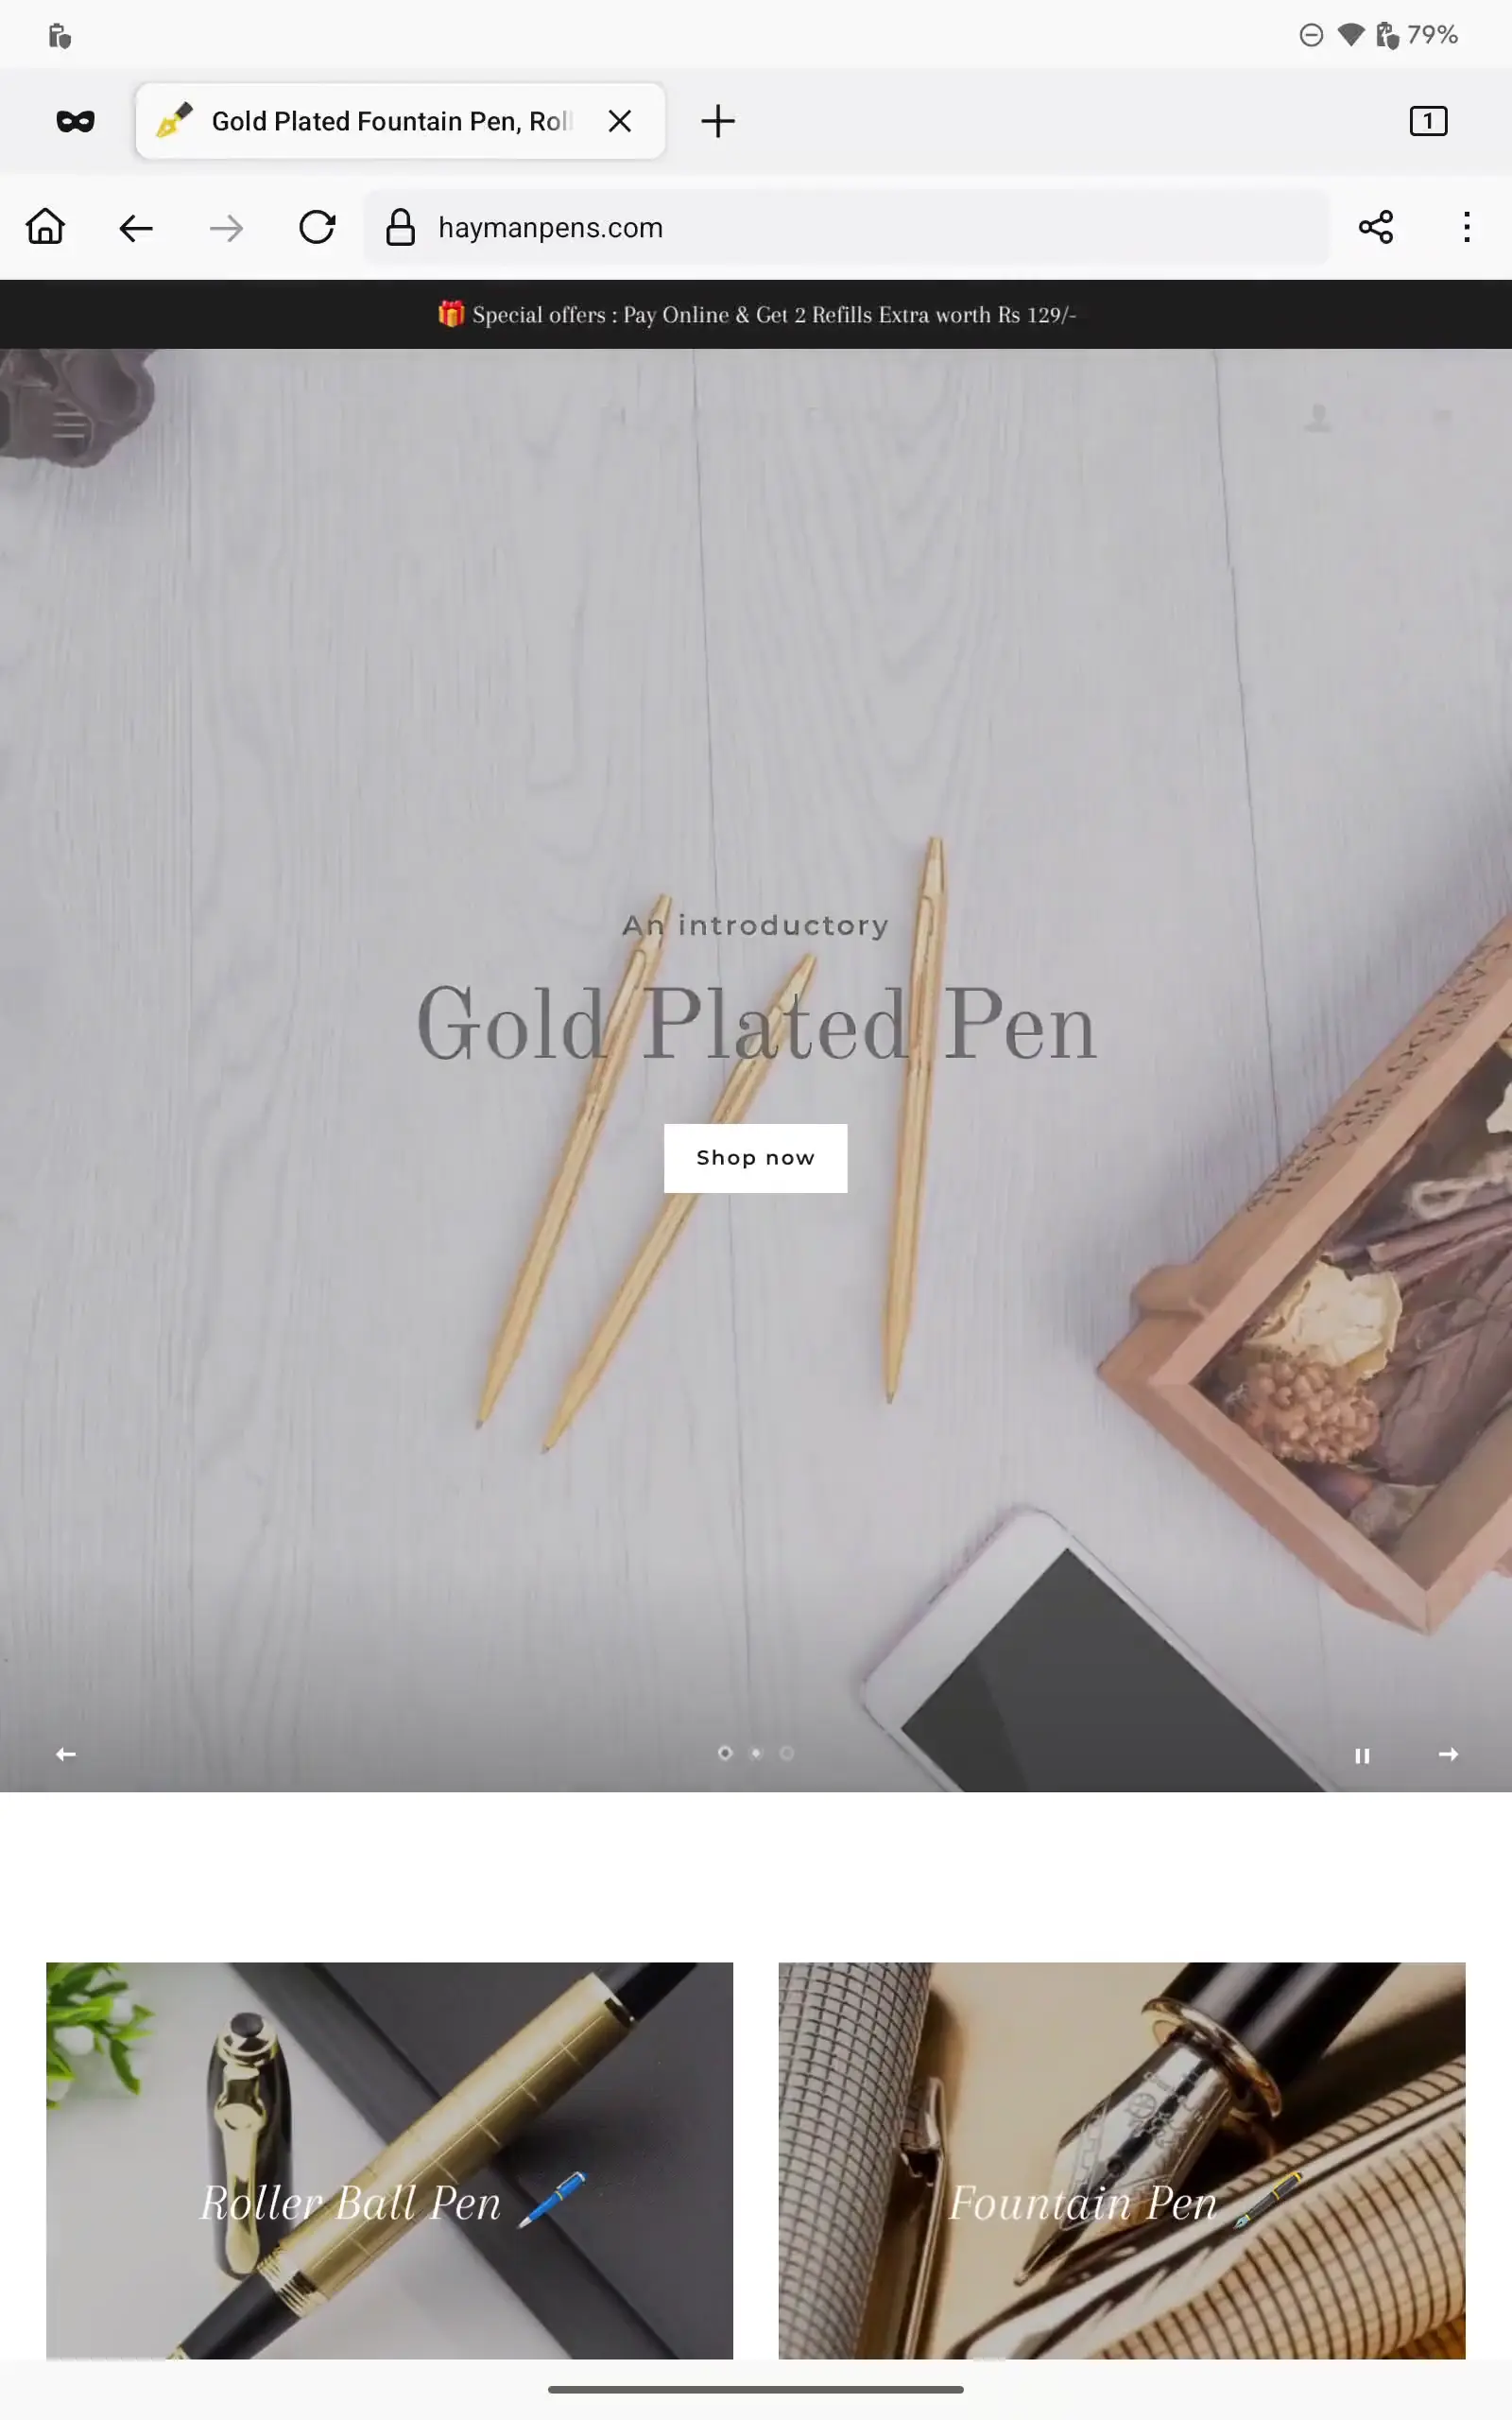 79%
Gold Plated Fountain Pen, Rol
1
haymanpens.com
🎁 Special offers : Pay Online & Get 2 Refills Extra worth Rs 129/-
An introductory
Gold Plated Pen
Shop now
Roller Ball Pen 🖊️
Fountain Pen 🖋️